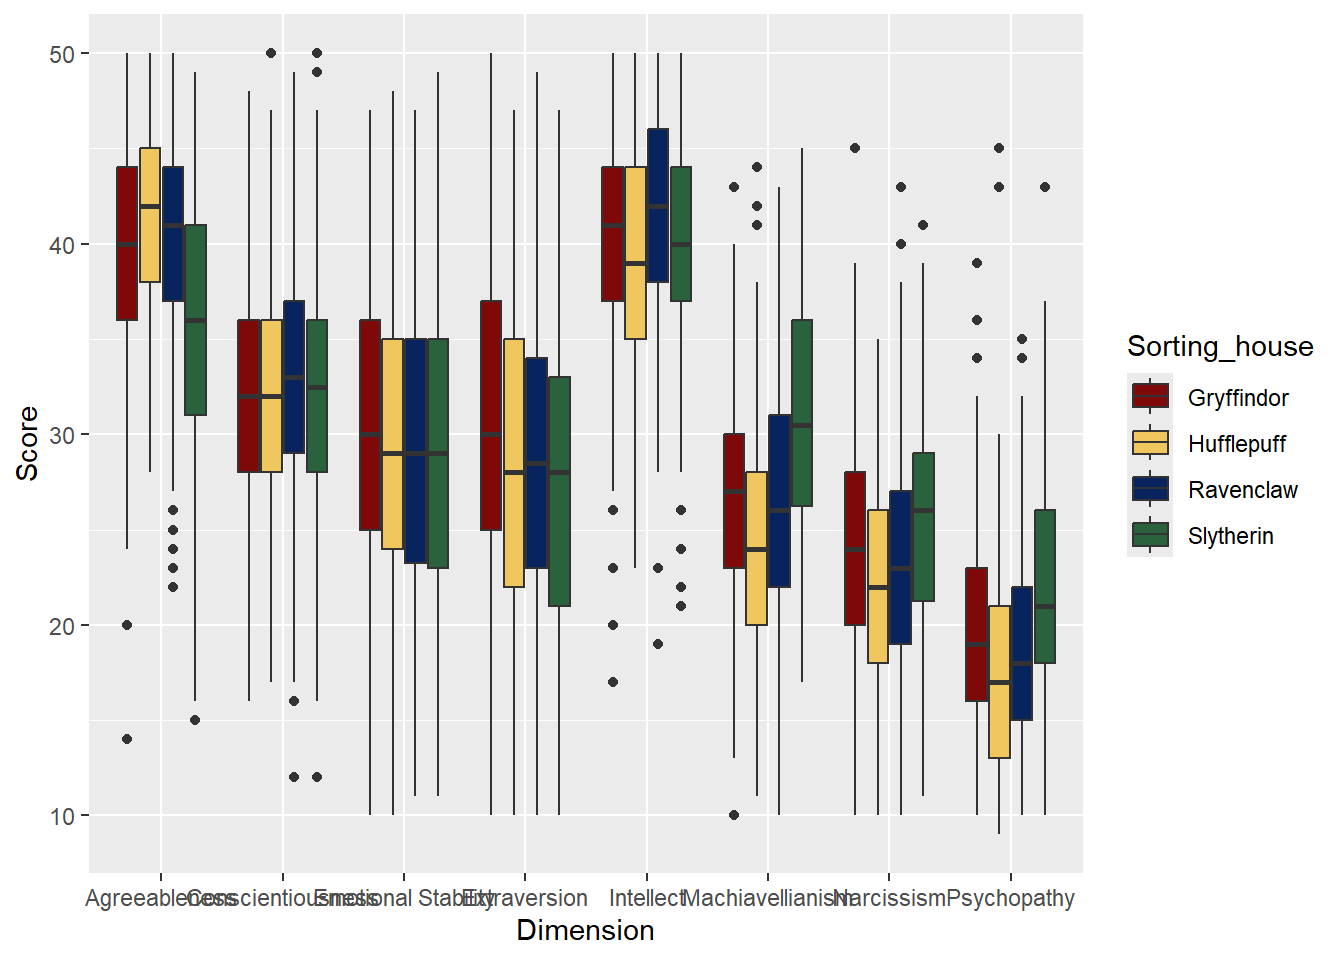 50
40
30
20
10
Score
Agreeableness
Conscientiousness
Emotional Stability
Extraversion
Intellect
Machiavellianism
Narcissism
Psychopathy
Dimension
Sorting_house
Gryffindor
Hufflepuff
Ravenclaw
Slytherin